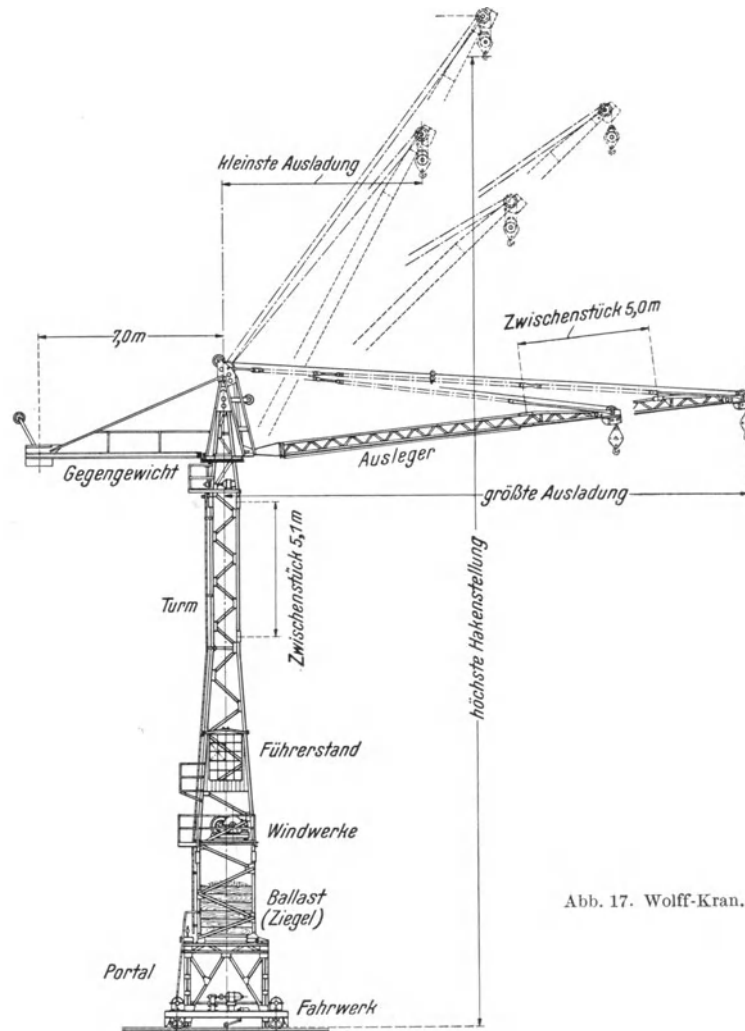 kleinste Ausladung
Zwischenstück 5,0m
7,0m
Gegengewicht
Ausleger
größte Ausladung
Zwischenstück 5,1m
Turm
höchste Hakenstellung
Führerstand
Windwerke
Ballast
(Ziegel)
Abb. 17. Wolff-Kran,
Portal
Fahrwerk